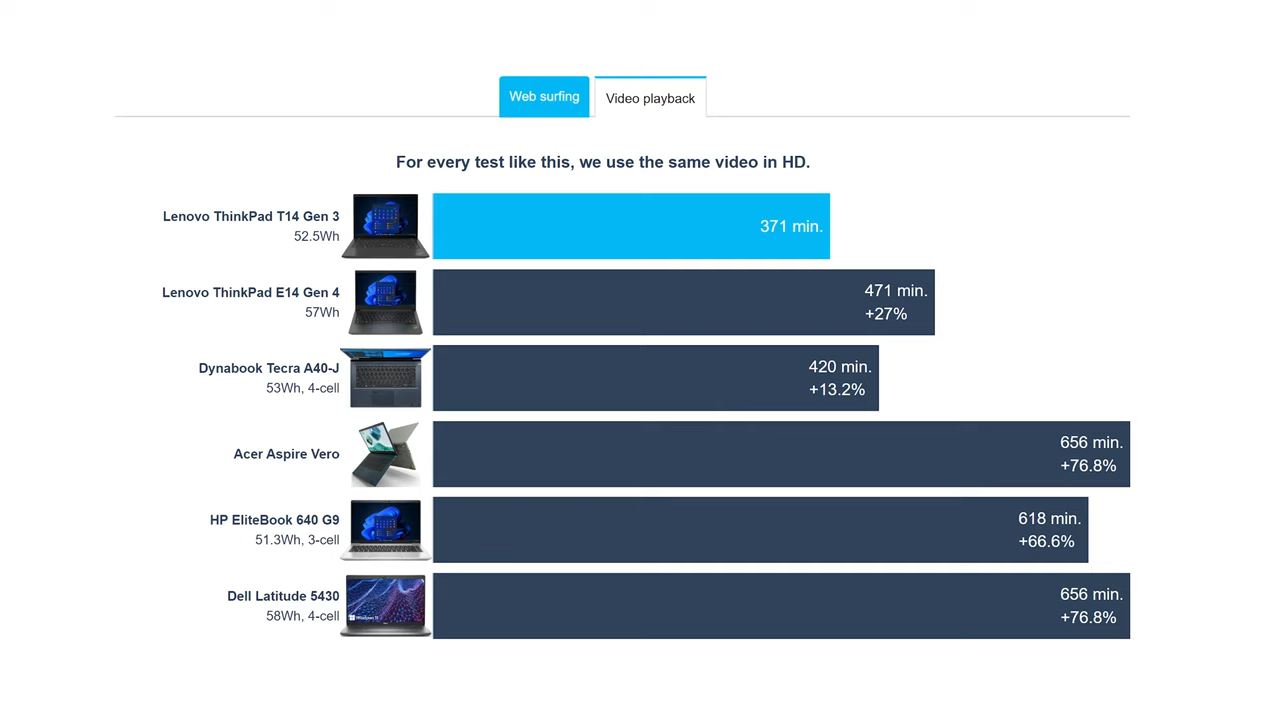 Web surfing
Video playback
For every test like this, we use the same video in HD.
Lenovo ThinkPad T14 Gen 3
52.5Wh
371 min.
Lenovo ThinkPad E14 Gen 4
57Wh
471 min.
+27%
Dynabook Tecra A40-J
53Wh, 4-cell
420 min.
+13.2%
Acer Aspire Vero
656 min.
+76.8%
HP EliteBook 640 G9
51.3Wh, 3-cell
618 min.
+66.6%
Dell Latitude 5430
58Wh, 4-cell
656 min.
+76.8%